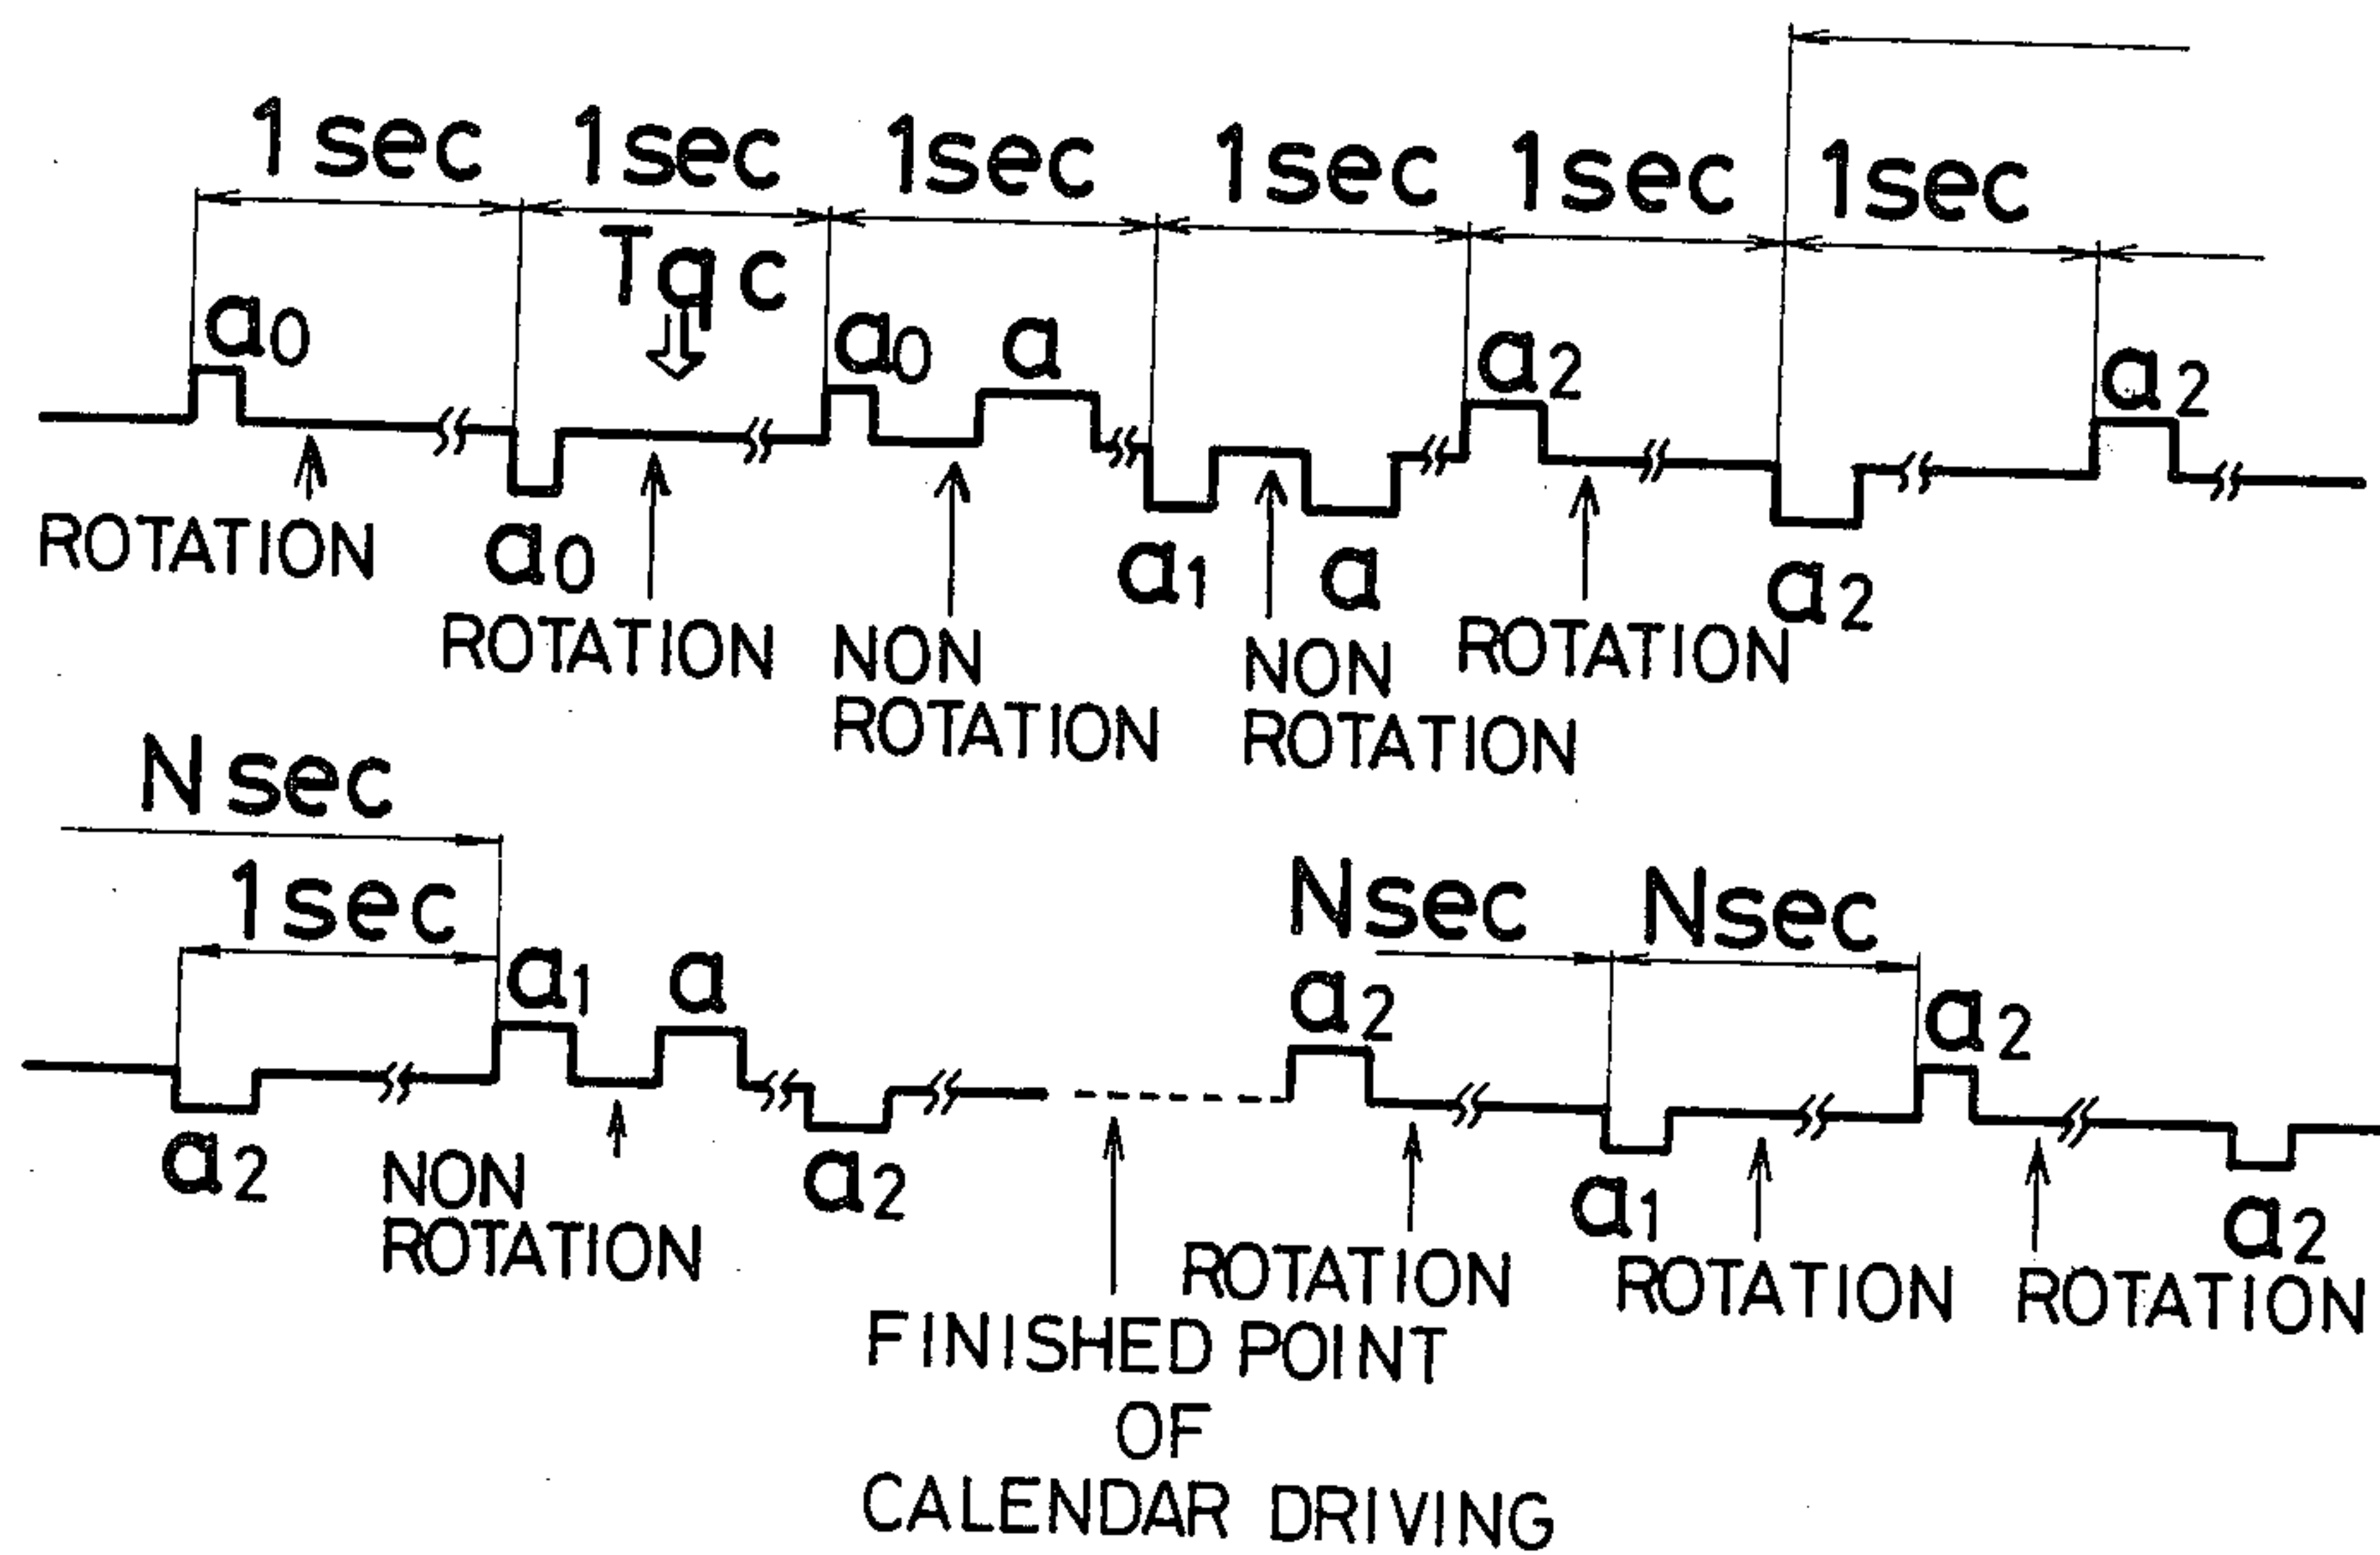 1sec 1sec 1sec 1sec 1sec 1sec
Tqc
a0 a0 a a2 a2
ROTATION a0 a1 a a2
ROTATION NON ROTATION NON ROTATION ROTATION
Nsec
1sec Nsec Nsec
a1 a a2 a2
a2 NON ROTATION a2 a1 a2
ROTATION ROTATION ROTATION
FINISHED POINT
OF
CALENDAR DRIVING